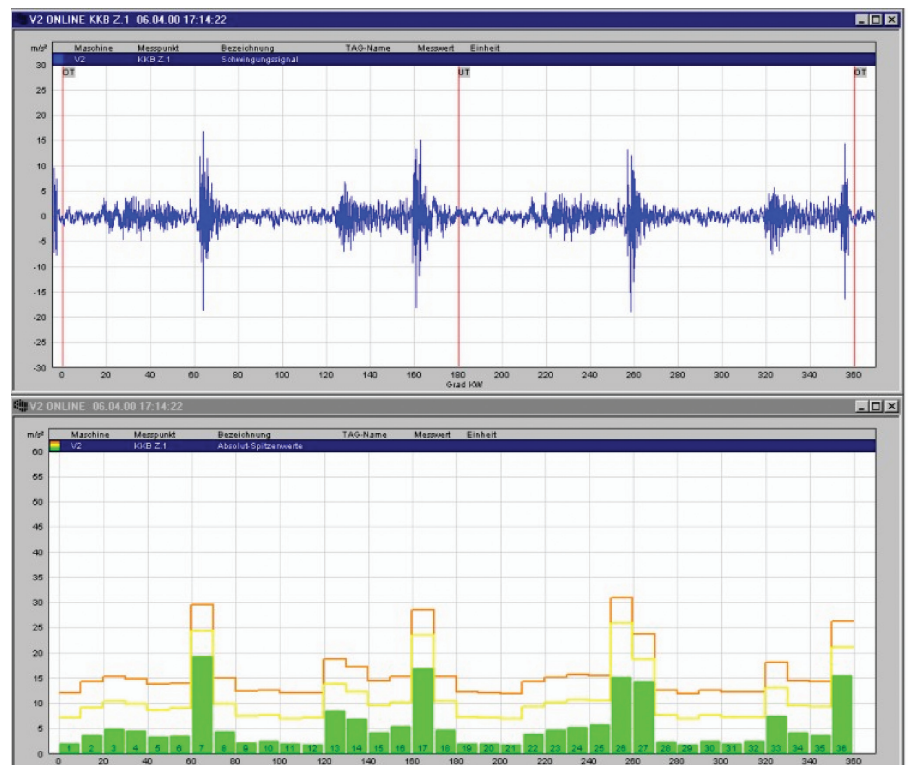 V2 ONLINE KKB Z.1 06.04.00 17:14:22
m/s² Maschine Messpunkt Bezeichnung TAG-Name Messwert Einheit
V2 KKB Z.1 Schwingungssignal
30 OT UT OT
25
20
15
10
5
0
-5
-10
-15
-20
-25
-30
0 20 40 60 80 100 120 140 160 180 200 220 240 260 280 300 320 340 360
Grad KW
V2 ONLINE 06.04.00 17:14:22
m/s² Maschine Messpunkt Bezeichnung TAG-Name Messwert Einheit
V2 KKB Z.1 Absolut-Spitzenwerte
60
55
50
45
40
35
30
25
20
15
10
5
0
1 2 3 4 5 6 7 8 9 10 11 12 13 14 15 16 17 18 19 20 21 22 23 24 25 26 27 28 29 30 31 32 33 34 35 36
0 20 40 60 80 100 120 140 160 180 200 220 240 260 280 300 320 340 360